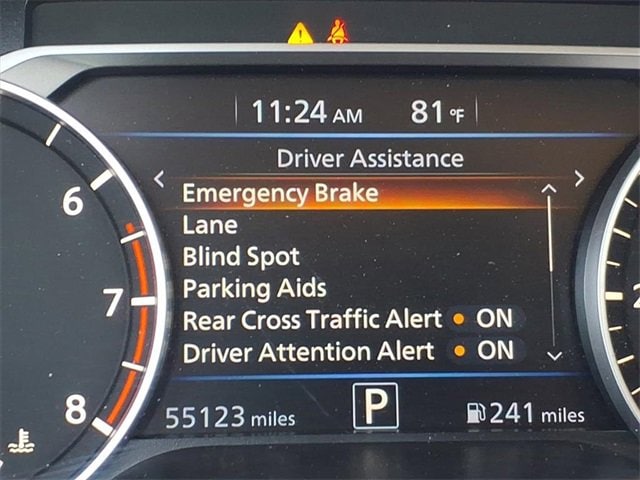 11:24 AM 81 °F
Driver Assistance
Emergency Brake
Lane
Blind Spot
Parking Aids
Rear Cross Traffic Alert • ON
Driver Attention Alert • ON
55123 miles P 241 miles
6
7
8
2